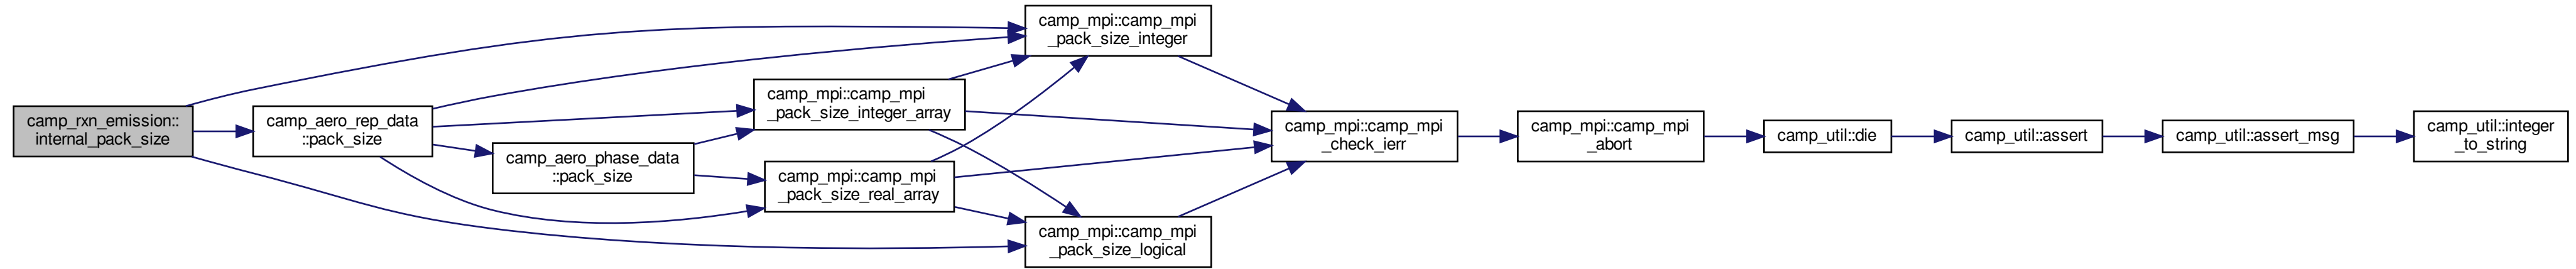 camp_rxn_emission::
internal_pack_size
camp_aero_rep_data
::pack_size
camp_aero_phase_data
::pack_size
camp_mpi::camp_mpi
_pack_size_integer_array
camp_mpi::camp_mpi
_pack_size_real_array
camp_mpi::camp_mpi
_pack_size_integer
camp_mpi::camp_mpi
_pack_size_logical
camp_mpi::camp_mpi
_check_ierr
camp_mpi::camp_mpi
_abort
camp_util::die
camp_util::assert
camp_util::assert_msg
camp_util::integer
_to_string